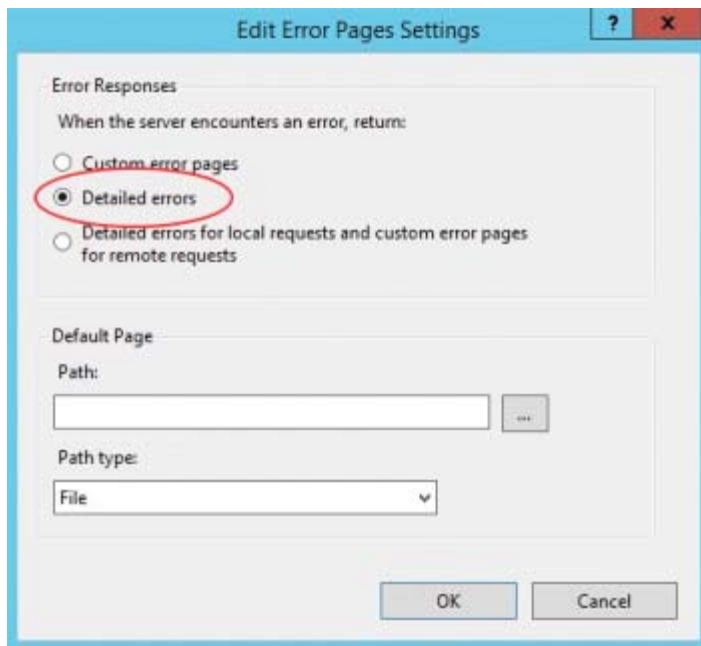 Edit Error Pages Settings
?
x
Error Responses
When the server encounters an error, return:
Custom error pages
Detailed errors
Detailed errors for local requests and custom error pages
for remote requests
Default Page
Path:
...
Path type:
File
OK
Cancel